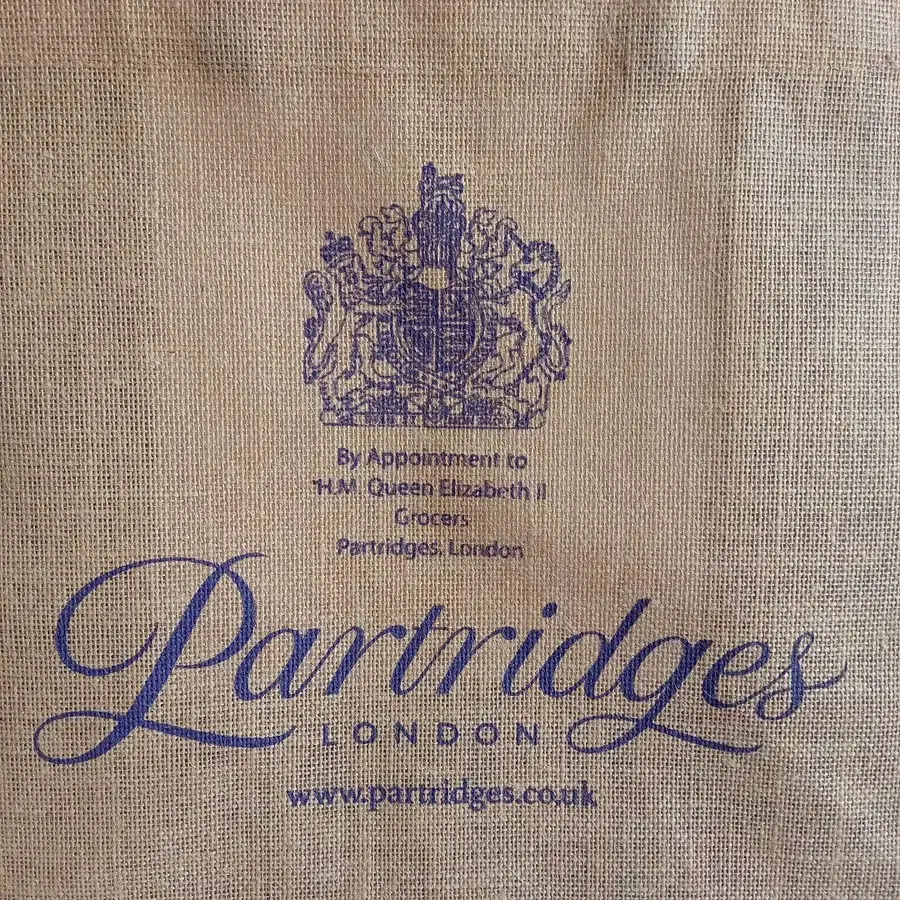 By Appointment to
H.M. Queen Elizabeth II
Grocers
Partridges, London
Partridges
LONDON
www.partridges.co.uk